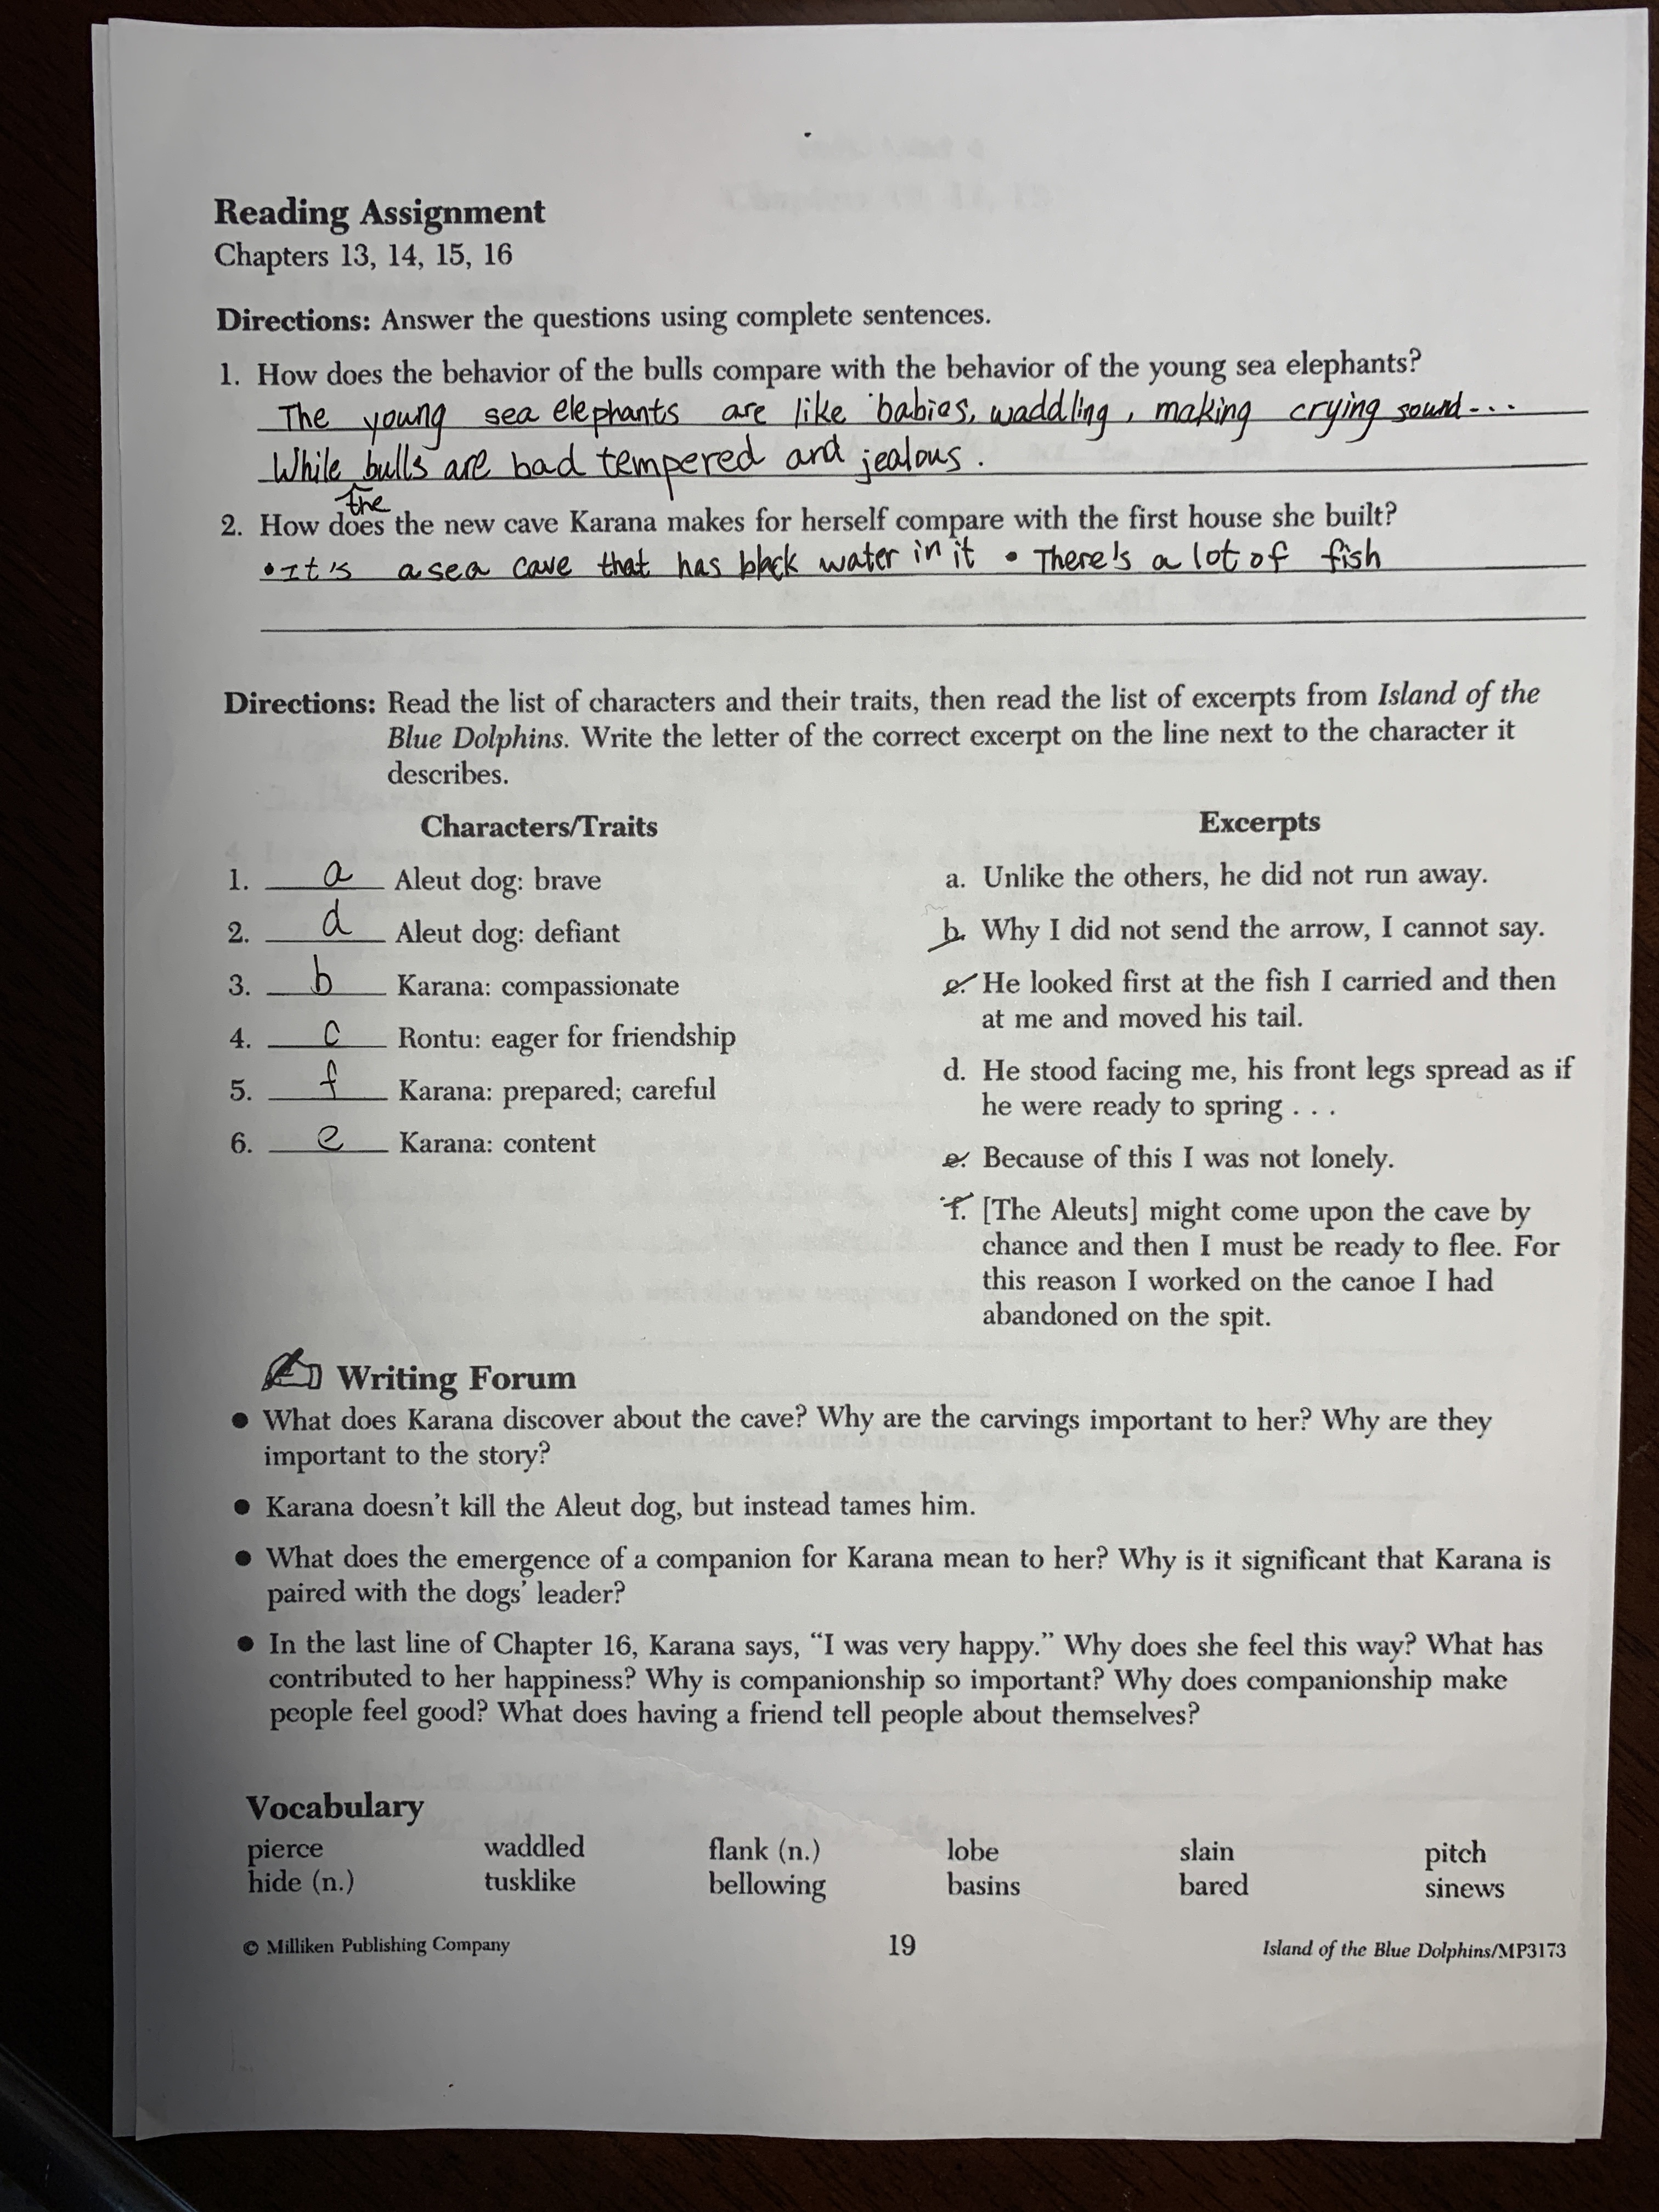 Reading Assignment
Chapters 13, 14, 15, 16
Directions: Answer the questions using complete sentences.
1. How does the behavior of the bulls compare with the behavior of the young sea elephants?
The young sea elephants are like babies, waddling, making crying sound...
While the bulls are bad tempered and jealous.
2. How does the new cave Karana makes for herself compare with the first house she built?
• It's a sea cave that has black water in it • There's a lot of fish
Directions: Read the list of characters and their traits, then read the list of excerpts from Island of the
Blue Dolphins. Write the letter of the correct excerpt on the line next to the character it
describes.
Characters/Traits
1. a Aleut dog: brave
2. d Aleut dog: defiant
3. b Karana: compassionate
4. c Rontu: eager for friendship
5. f Karana: prepared; careful
6. e Karana: content
Excerpts
a. Unlike the others, he did not run away.
b. Why I did not send the arrow, I cannot say.
c. He looked first at the fish I carried and then
at me and moved his tail.
d. He stood facing me, his front legs spread as if
he were ready to spring . . .
e. Because of this I was not lonely.
f. [The Aleuts] might come upon the cave by
chance and then I must be ready to flee. For
this reason I worked on the canoe I had
abandoned on the spit.
Writing Forum
• What does Karana discover about the cave? Why are the carvings important to her? Why are they
important to the story?
• Karana doesn't kill the Aleut dog, but instead tames him.
• What does the emergence of a companion for Karana mean to her? Why is it significant that Karana is
paired with the dogs' leader?
• In the last line of Chapter 16, Karana says, "I was very happy." Why does she feel this way? What has
contributed to her happiness? Why is companionship so important? Why does companionship make
people feel good? What does having a friend tell people about themselves?
Vocabulary
pierce waddled flank (n.) lobe slain pitch
hide (n.) tusklike bellowing basins bared sinews
© Milliken Publishing Company 19 Island of the Blue Dolphins/MP3173